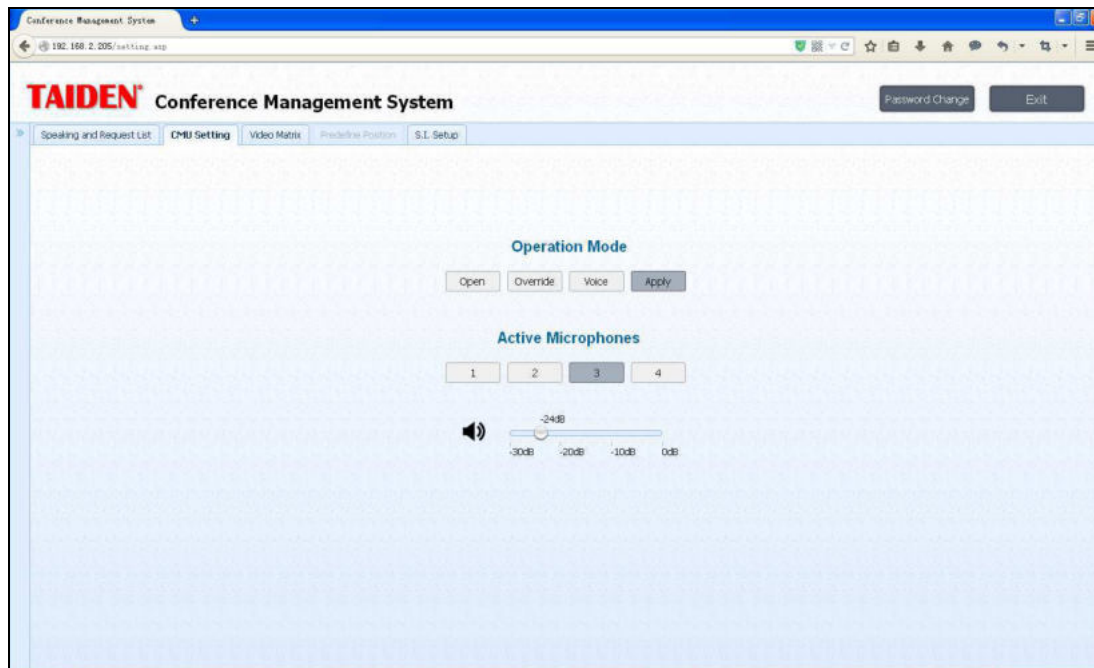 Conference Management System
192.168.2.205/setting.asp
TAIDEN® Conference Management System
Password Change
Exit
Speaking and Request List
CMU Setting
Video Matrix
Predefine Position
S.I. Setup
Operation Mode
Open
Override
Voice
Apply
Active Microphones
1
2
3
4
-24dB
-30dB
-20dB
-10dB
0dB